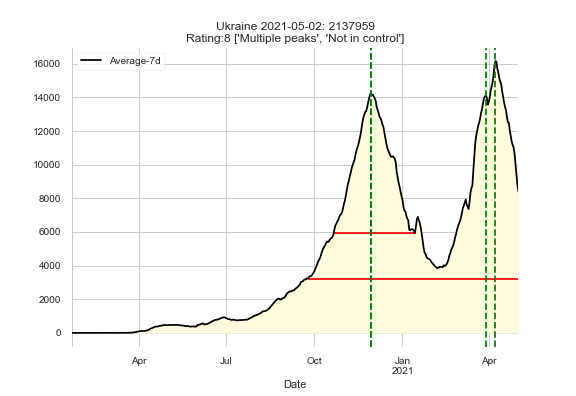 Ukraine 2021-05-02: 2137959
Rating:8 ['Multiple peaks', 'Not in control']
Average-7d
16000
14000
12000
10000
8000
6000
4000
2000
0
Apr Jul Oct Jan Apr
2021
Date